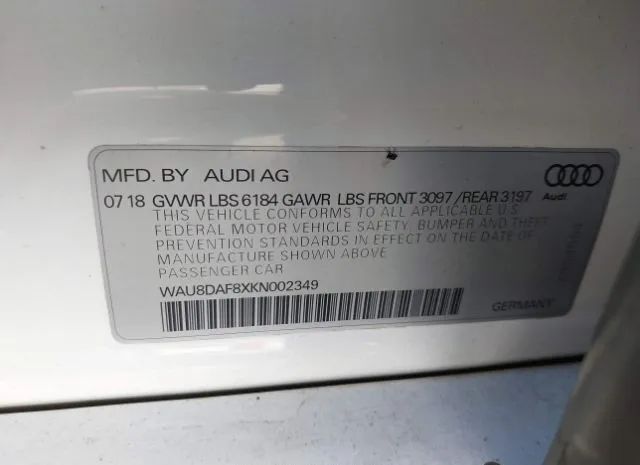 MFD. BY AUDI AG
07 18 GVWR LBS 6184 GAWR LBS FRONT 3097 / REAR 3197
Audi
THIS VEHICLE CONFORMS TO ALL APPLICABLE U.S.
FEDERAL MOTOR VEHICLE SAFETY, BUMPER AND THEFT
PREVENTION STANDARDS IN EFFECT ON THE DATE OF
MANUFACTURE SHOWN ABOVE
PASSENGER CAR
WAU8DAF8XKN002349
GERMANY